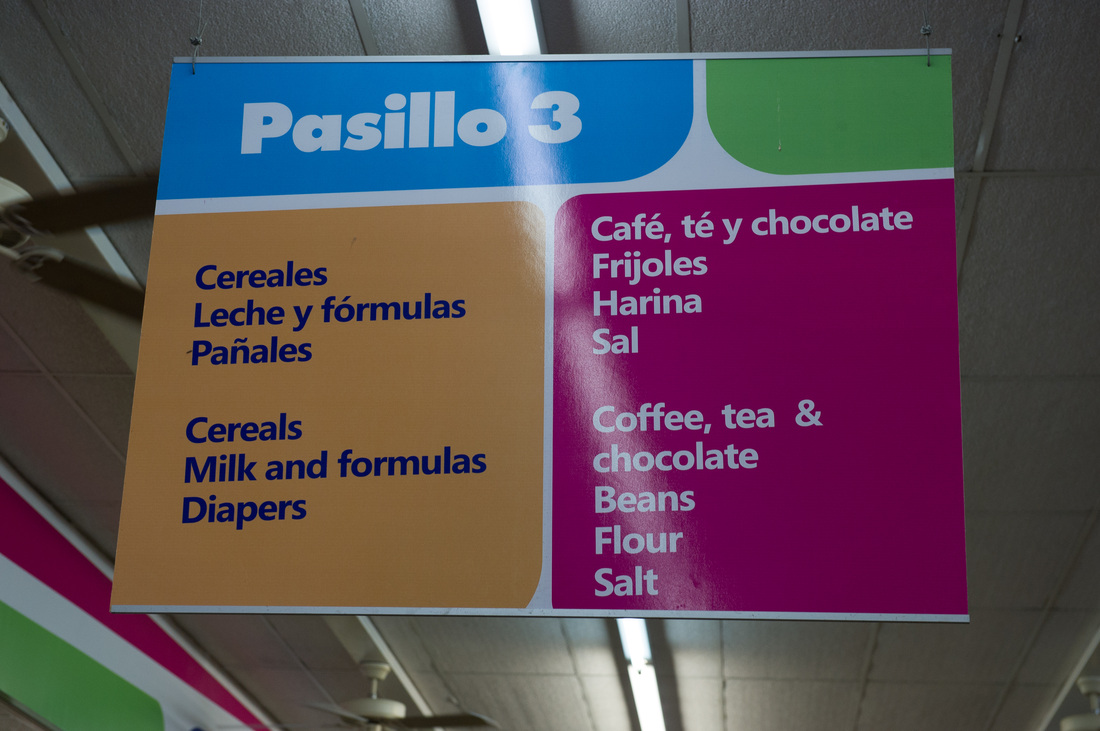 Pasillo 3
Cereales
Leche y fórmulas
Pañales
Cereals
Milk and formulas
Diapers
Café, té y chocolate
Frijoles
Harina
Sal
Coffee, tea &
chocolate
Beans
Flour
Salt